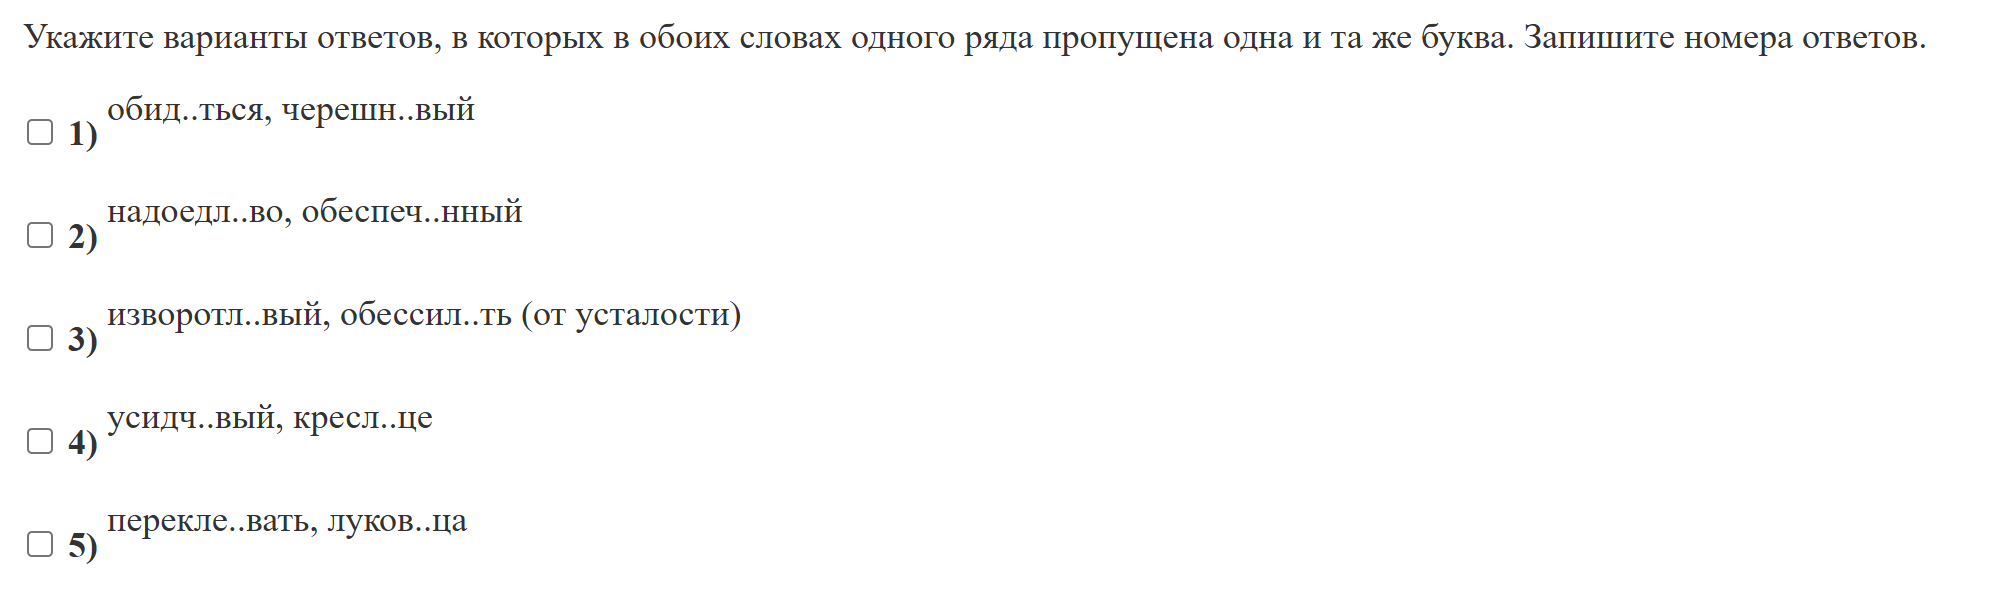 Укажите варианты ответов, в которых в обоих словах одного ряда пропущена одна и та же буква. Запишите номера ответов.
1) обид..ться, черешн..вый
2) надоедл..во, обеспеч..нный
3) изворотл..вый, обессил..ть (от усталости)
4) усидч..вый, кресл..це
5) перекле..вать, луков..ца